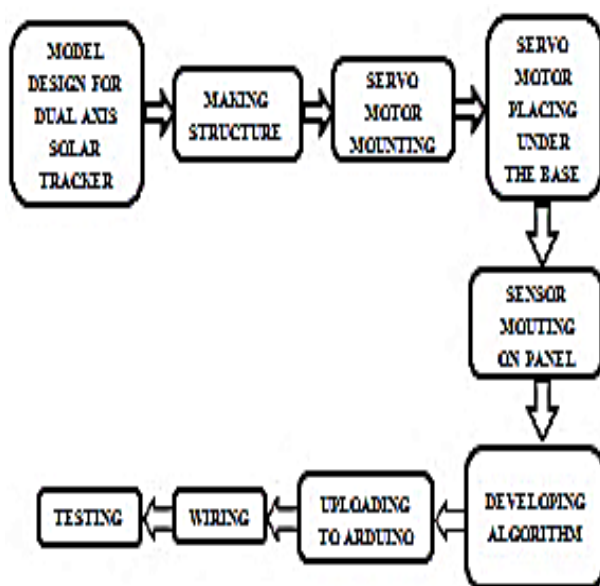 MODEL
DESIGN FOR
DUAL AXIS
SOLAR
TRACKER
MAKING
STRUCTURE
SERVO
MOTOR
MOUNTING
SERVO
MOTOR
PLACING
UNDER
THE BASE
SENSOR
MOUTING
ON PANEL
DEVELOPING
ALGORITHM
UPLOADING
TO ARDUINO
WIRING
TESTING